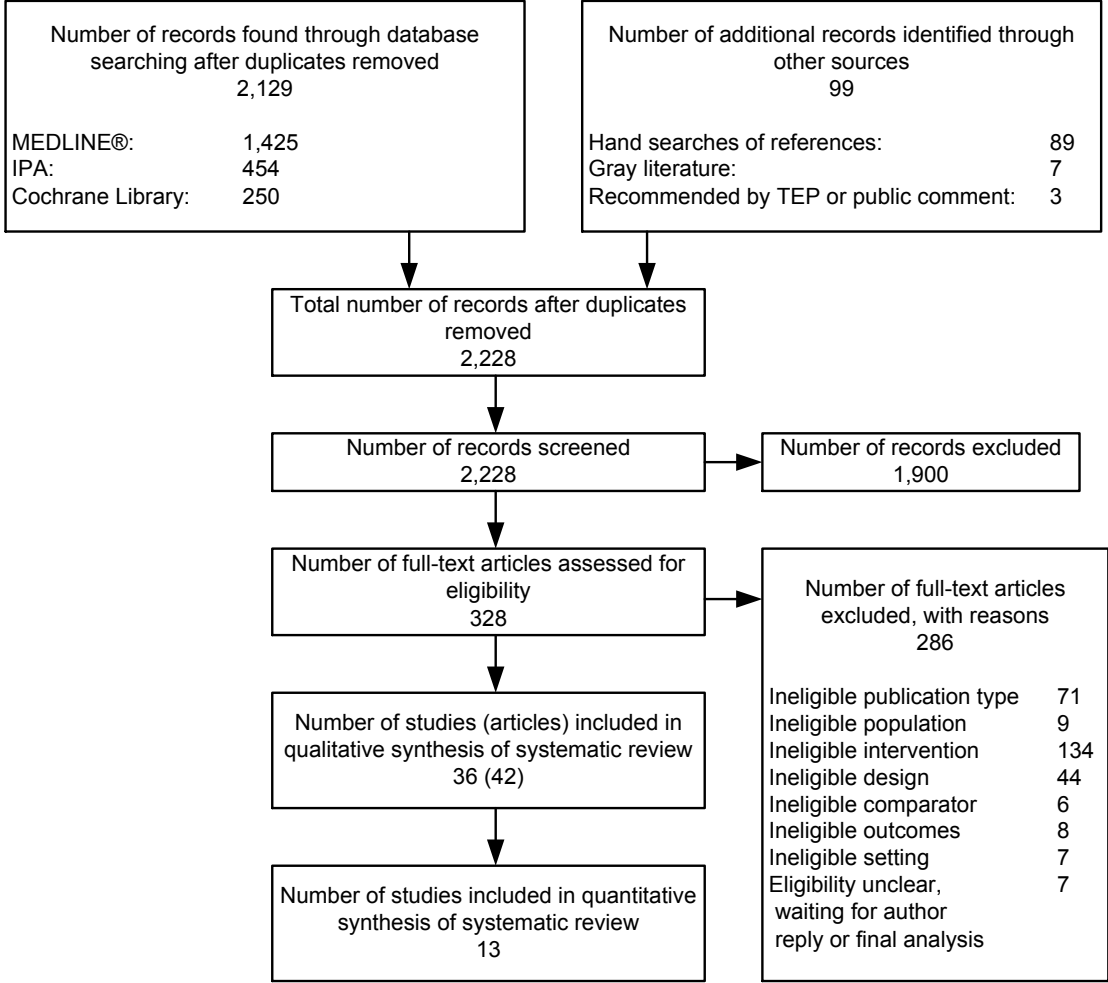 Number of records found through database
searching after duplicates removed
2,129
MEDLINE®: 1,425
IPA: 454
Cochrane Library: 250
Number of additional records identified through
other sources
99
Hand searches of references: 89
Gray literature: 7
Recommended by TEP or public comment: 3
Total number of records after duplicates
removed
2,228
Number of records screened
2,228
Number of records excluded
1,900
Number of full-text articles assessed for
eligibility
328
Number of full-text articles
excluded, with reasons
286
Ineligible publication type 71
Ineligible population 9
Ineligible intervention 134
Ineligible design 44
Ineligible comparator 6
Ineligible outcomes 8
Ineligible setting 7
Eligibility unclear, 7
waiting for author
reply or final analysis
Number of studies (articles) included in
qualitative synthesis of systematic review
36 (42)
Number of studies included in quantitative
synthesis of systematic review
13